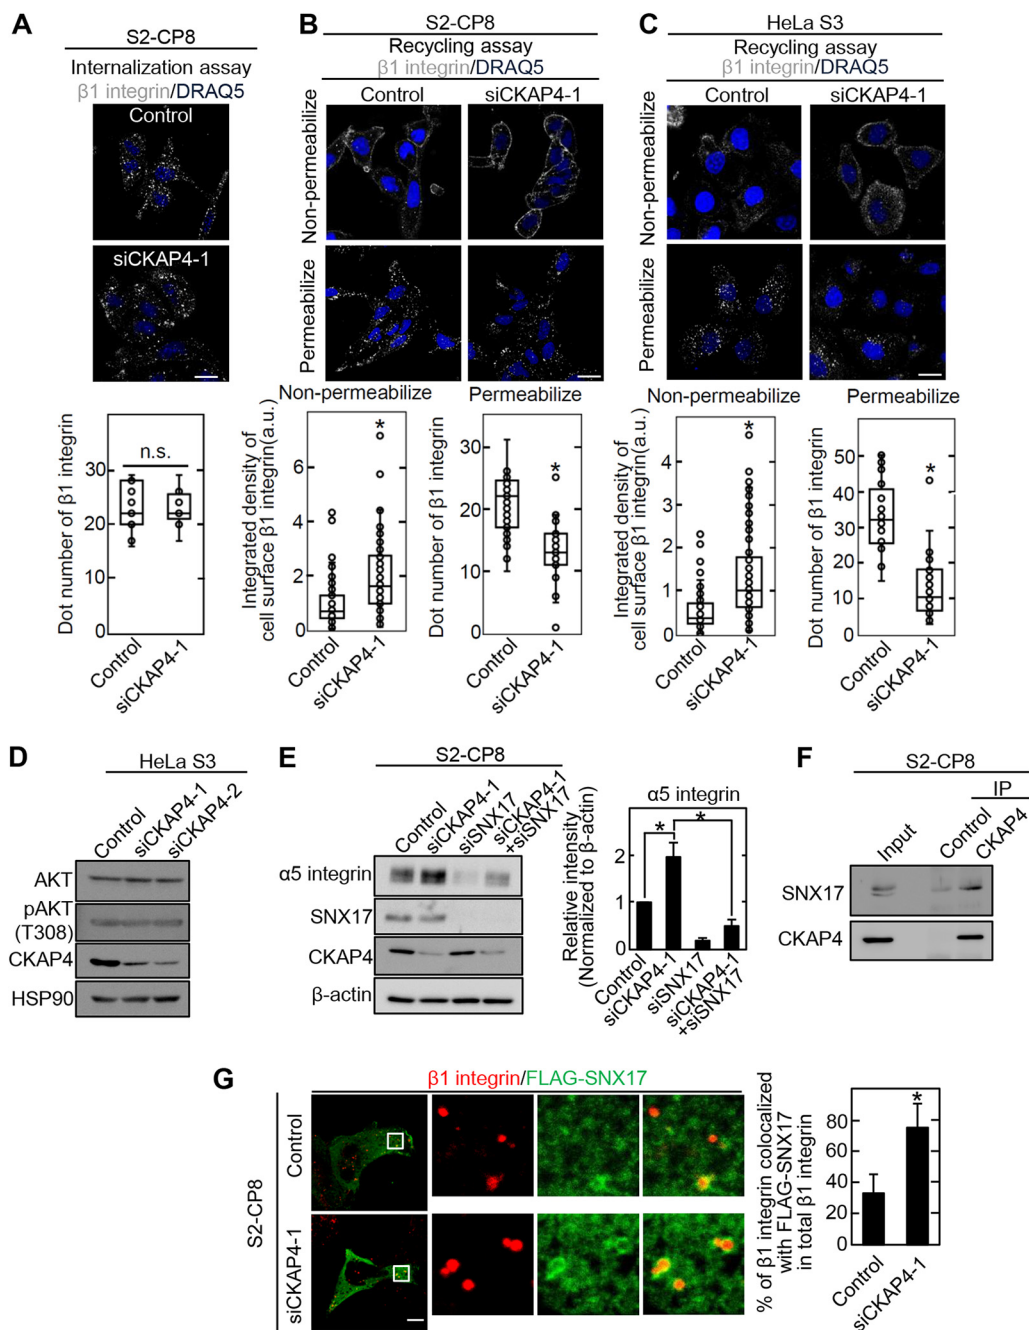 A
S2-CP8
Internalization assay
β1 integrin/DRAQ5
Control
siCKAP4-1
Dot number of β1 integrin
30
20
10
0
n.s.
Control
siCKAP4-1
B
S2-CP8
Recycling assay
β1 integrin/DRAQ5
Control
siCKAP4-1
Non-permeabilize
Permeabilize
Non-permeabilize
Integrated density of
cell surface β1 integrin(a.u.)
8
6
4
2
0
*
Control
siCKAP4-1
Permeabilize
Dot number of β1 integrin
30
20
10
0
*
Control
siCKAP4-1
C
HeLa S3
Recycling assay
β1 integrin/DRAQ5
Control
siCKAP4-1
Non-permeabilize
Permeabilize
Non-permeabilize
Integrated density of
cell surface β1 integrin(a.u.)
4
3
2
1
0
*
Control
siCKAP4-1
Permeabilize
Dot number of β1 integrin
50
40
30
20
10
0
*
Control
siCKAP4-1
D
HeLa S3
Control
siCKAP4-1
siCKAP4-2
AKT
pAKT
(T308)
CKAP4
HSP90
E
S2-CP8
Control
siCKAP4-1
siSNX17
siCKAP4-1
+siSNX17
α5 integrin
SNX17
CKAP4
β-actin
α5 integrin
Relative intensity
(Normalized to β-actin)
2
1
0
*
*
Control
siCKAP4-1
siSNX17
siCKAP4-1
+siSNX17
F
S2-CP8
IP
Input
Control
CKAP4
SNX17
CKAP4
G
β1 integrin/FLAG-SNX17
S2-CP8
Control
siCKAP4-1
% of β1 integrin colocalized
with FLAG-SNX17
in total β1 integrin
80
60
40
20
0
*
Control
siCKAP4-1